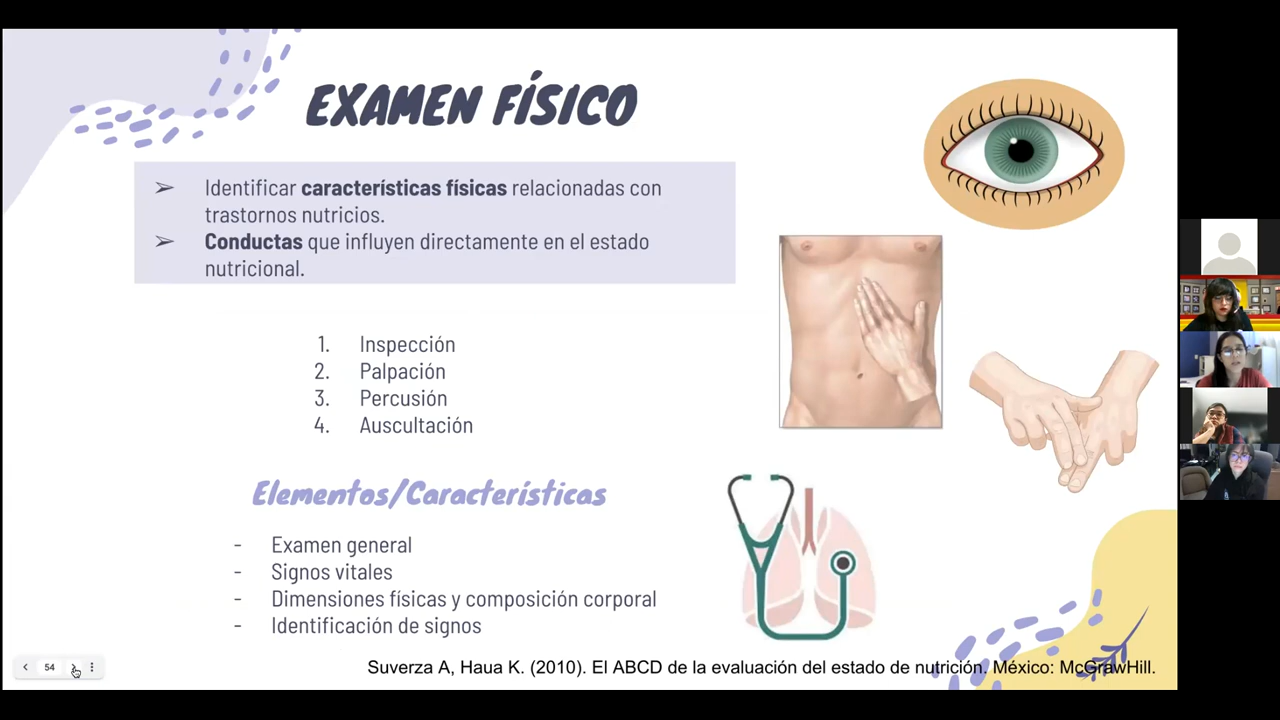 EXAMEN FÍSICO
➢ Identificar características físicas relacionadas con
trastornos nutricios.
➢ Conductas que influyen directamente en el estado
nutricional.
1. Inspección
2. Palpación
3. Percusión
4. Auscultación
Elementos/Características
- Examen general
- Signos vitales
- Dimensiones físicas y composición corporal
- Identificación de signos
54
Suverza A, Haua K. (2010). El ABCD de la evaluación del estado de nutrición. México: McGrawHill.